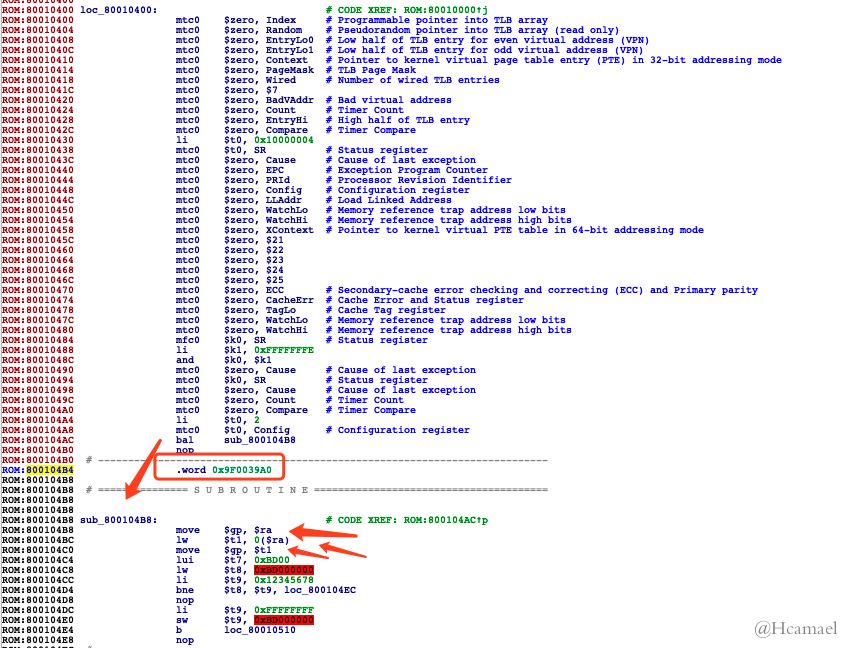 ROM:80010400
ROM:80010400 loc_80010400: # CODE XREF: ROM:80010000↑j
ROM:80010400 mtc0 $zero, Index # Programmable pointer into TLB array
ROM:80010404 mtc0 $zero, Random # Pseudorandom pointer into TLB array (read only)
ROM:80010408 mtc0 $zero, EntryLo0 # Low half of TLB entry for even virtual address (VPN)
ROM:8001040C mtc0 $zero, EntryLo1 # Low half of TLB entry for odd virtual address (VPN)
ROM:80010410 mtc0 $zero, Context # Pointer to kernel virtual page table entry (PTE) in 32-bit addressing mode
ROM:80010414 mtc0 $zero, PageMask # TLB Page Mask
ROM:80010418 mtc0 $zero, Wired # Number of wired TLB entries
ROM:8001041C mtc0 $zero, $7
ROM:80010420 mtc0 $zero, BadVAddr # Bad virtual address
ROM:80010424 mtc0 $zero, Count # Timer Count
ROM:80010428 mtc0 $zero, EntryHi # High half of TLB entry
ROM:8001042C mtc0 $zero, Compare # Timer Compare
ROM:80010430 li $t0, 0x10000004
ROM:80010438 mtc0 $t0, SR # Status register
ROM:8001043C mtc0 $zero, Cause # Cause of last exception
ROM:80010440 mtc0 $zero, EPC # Exception Program Counter
ROM:80010444 mtc0 $zero, PRId # Processor Revision Identifier
ROM:80010448 mtc0 $zero, Config # Configuration register
ROM:8001044C mtc0 $zero, LLAddr # Load Linked Address
ROM:80010450 mtc0 $zero, WatchLo # Memory reference trap address low bits
ROM:80010454 mtc0 $zero, WatchHi # Memory reference trap address high bits
ROM:80010458 mtc0 $zero, XContext # Pointer to kernel virtual PTE table in 64-bit addressing mode
ROM:8001045C mtc0 $zero, $21
ROM:80010460 mtc0 $zero, $22
ROM:80010464 mtc0 $zero, $23
ROM:80010468 mtc0 $zero, $24
ROM:8001046C mtc0 $zero, $25
ROM:80010470 mtc0 $zero, ECC # Secondary-cache error checking and correcting (ECC) and Primary parity
ROM:80010474 mtc0 $zero, CacheErr # Cache Error and Status register
ROM:80010478 mtc0 $zero, TagLo # Cache Tag register
ROM:8001047C mtc0 $zero, WatchLo # Memory reference trap address low bits
ROM:80010480 mtc0 $zero, WatchHi # Memory reference trap address high bits
ROM:80010484 mfc0 $k0, SR # Status register
ROM:80010488 li $k1, 0xFFFFFFFE
ROM:8001048C and $k0, $k1
ROM:80010490 mtc0 $zero, Cause # Cause of last exception
ROM:80010494 mtc0 $k0, SR # Status register
ROM:80010498 mtc0 $zero, Cause # Cause of last exception
ROM:8001049C mtc0 $zero, Count # Timer Count
ROM:800104A0 mtc0 $zero, Compare # Timer Compare
ROM:800104A4 li $t0, 2
ROM:800104A8 mtc0 $t0, Config # Configuration register
ROM:800104AC bal sub_800104B8
ROM:800104B0 nop
ROM:800104B0 # ---------------------------------------------------------------------------
ROM:800104B4 .word 0x9F0039A0
ROM:800104B8
ROM:800104B8 # =============== S U B R O U T I N E =======================================
ROM:800104B8
ROM:800104B8
ROM:800104B8 sub_800104B8: # CODE XREF: ROM:800104AC↑p
ROM:800104B8 move $gp, $ra
ROM:800104BC lw $t1, 0($ra)
ROM:800104C0 move $gp, $t1
ROM:800104C4 lui $t7, 0xBD00
ROM:800104C8 lw $t8, 0xBD000000
ROM:800104CC li $t9, 0x12345678
ROM:800104D4 bne $t8, $t9, loc_800104EC
ROM:800104D8 nop
ROM:800104DC li $t9, 0xFFFFFFFF
ROM:800104E0 sw $t9, 0xBD000000
ROM:800104E4 b loc_80010510
ROM:800104E8 nop
@Hcamael